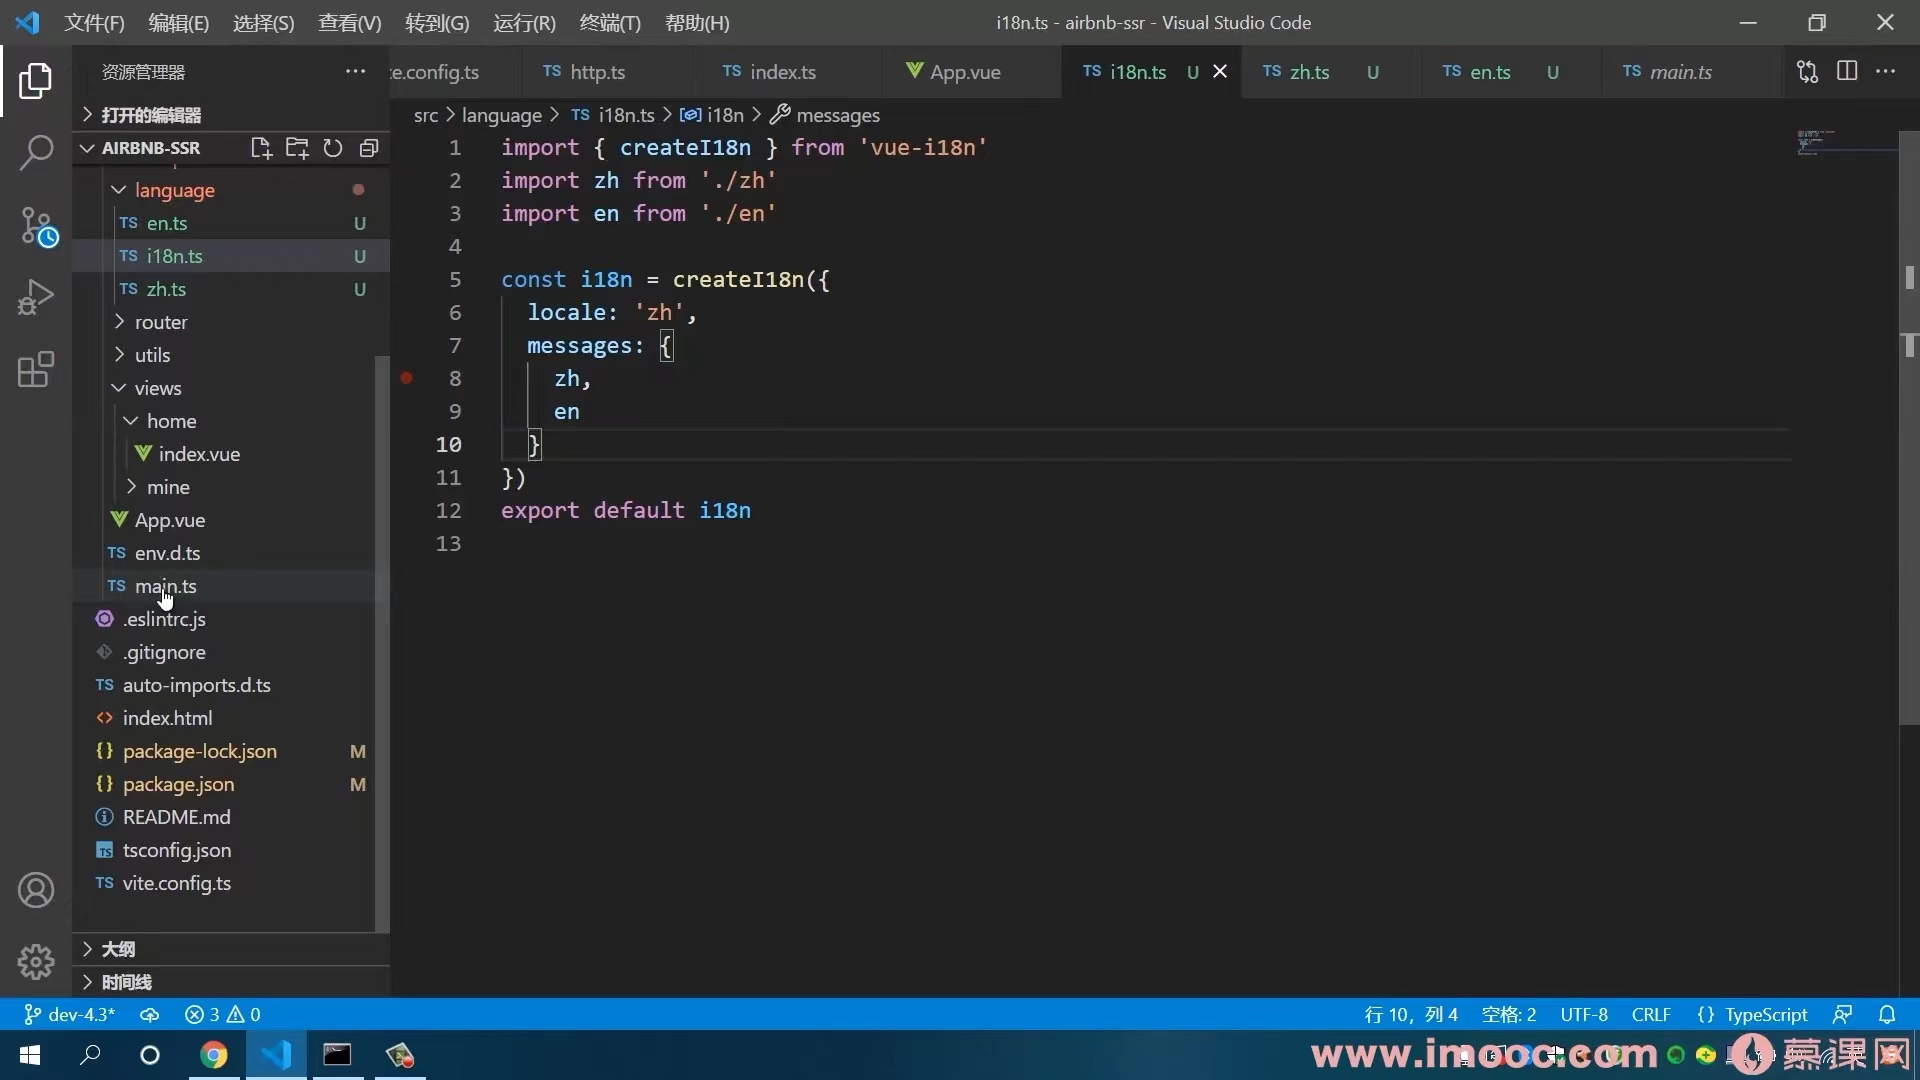 文件(F) 编辑(E) 选择(S) 查看(V) 转到(G) 运行(R) 终端(T) 帮助(H) i18n.ts - airbnb-ssr - Visual Studio Code
资源管理器
e.config.ts TS http.ts TS index.ts App.vue TS i18n.ts U TS zh.ts U TS en.ts U TS main.ts
打开的编辑器
src > language > TS i18n.ts > i18n > messages
AIRBNB-SSR
language
TS en.ts U
TS i18n.ts U
TS zh.ts U
router
utils
views
home
index.vue
mine
App.vue
TS env.d.ts
TS main.ts
.eslintrc.js
.gitignore
TS auto-imports.d.ts
index.html
{} package-lock.json M
{} package.json M
README.md
TS tsconfig.json
TS vite.config.ts
大纲
时间线
1 import { createI18n } from 'vue-i18n'
2 import zh from './zh'
3 import en from './en'
4
5 const i18n = createI18n({
6 locale: 'zh',
7 messages: {
8 zh,
9 en
10 }
11 })
12 export default i18n
13
dev-4.3* 3 0 行 10，列 4 空格: 2 UTF-8 CRLF {} TypeScript
www.imooc.com 慕课网